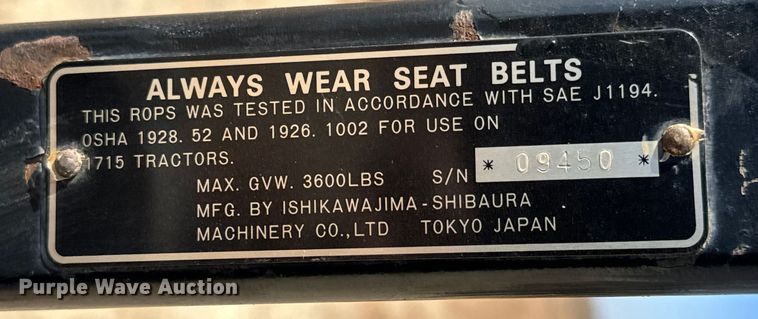 ALWAYS WEAR SEAT BELTS
THIS ROPS WAS TESTED IN ACCORDANCE WITH SAE J1194.
OSHA 1928. 52 AND 1926. 1002 FOR USE ON
1715 TRACTORS.
MAX. GVW. 3600LBS S/N * 09450 *
MFG. BY ISHIKAWAJIMA-SHIBAURA
MACHINERY CO.,LTD TOKYO JAPAN
Purple Wave Auction